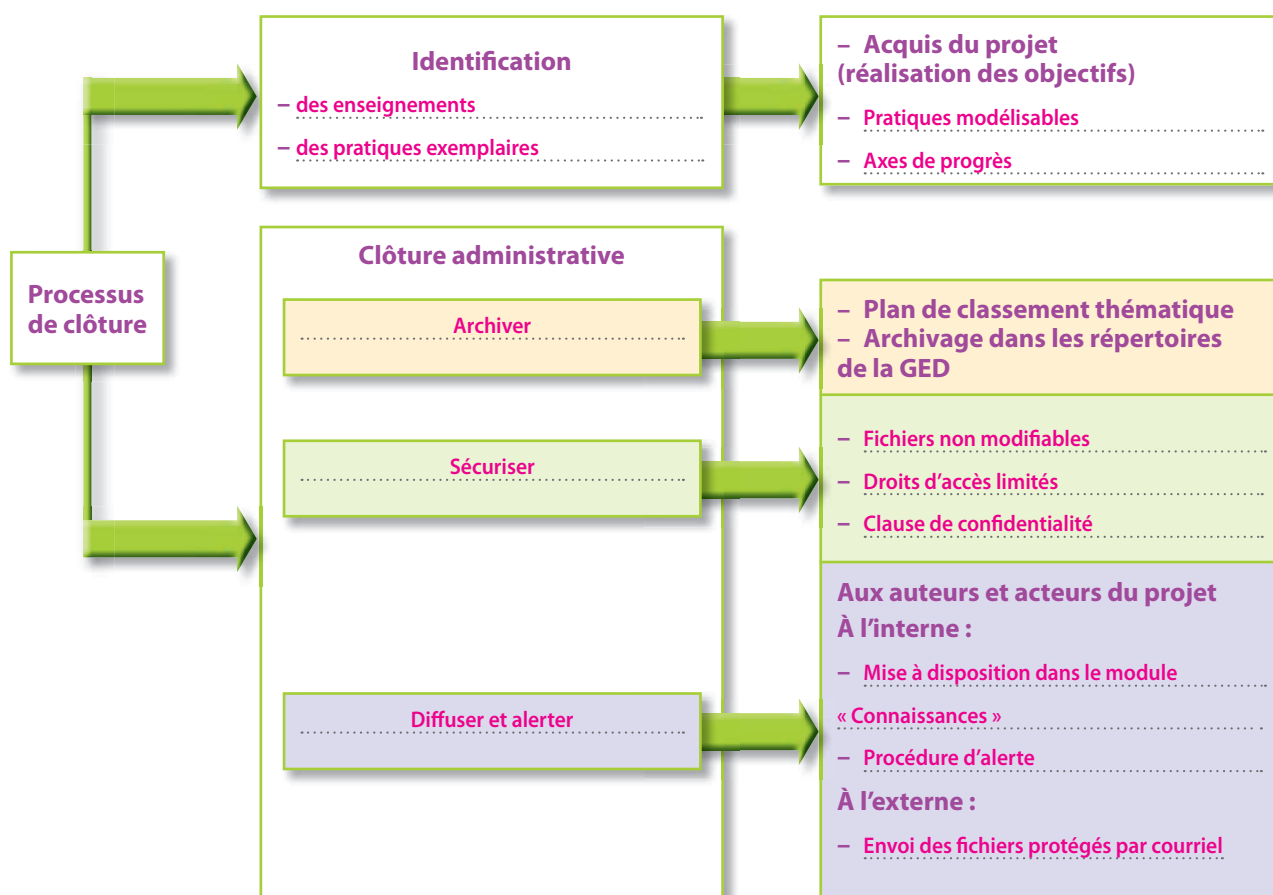 Processus
de clôture
Identification
– des enseignements
– des pratiques exemplaires
– Acquis du projet
(réalisation des objectifs)
– Pratiques modélisables
– Axes de progrès
Clôture administrative
Archiver
– Plan de classement thématique
– Archivage dans les répertoires
de la GED
Sécuriser
– Fichiers non modifiables
– Droits d’accès limités
– Clause de confidentialité
Diffuser et alerter
Aux auteurs et acteurs du projet
À l’interne :
– Mise à disposition dans le module
« Connaissances »
– Procédure d’alerte
À l’externe :
– Envoi des fichiers protégés par courriel